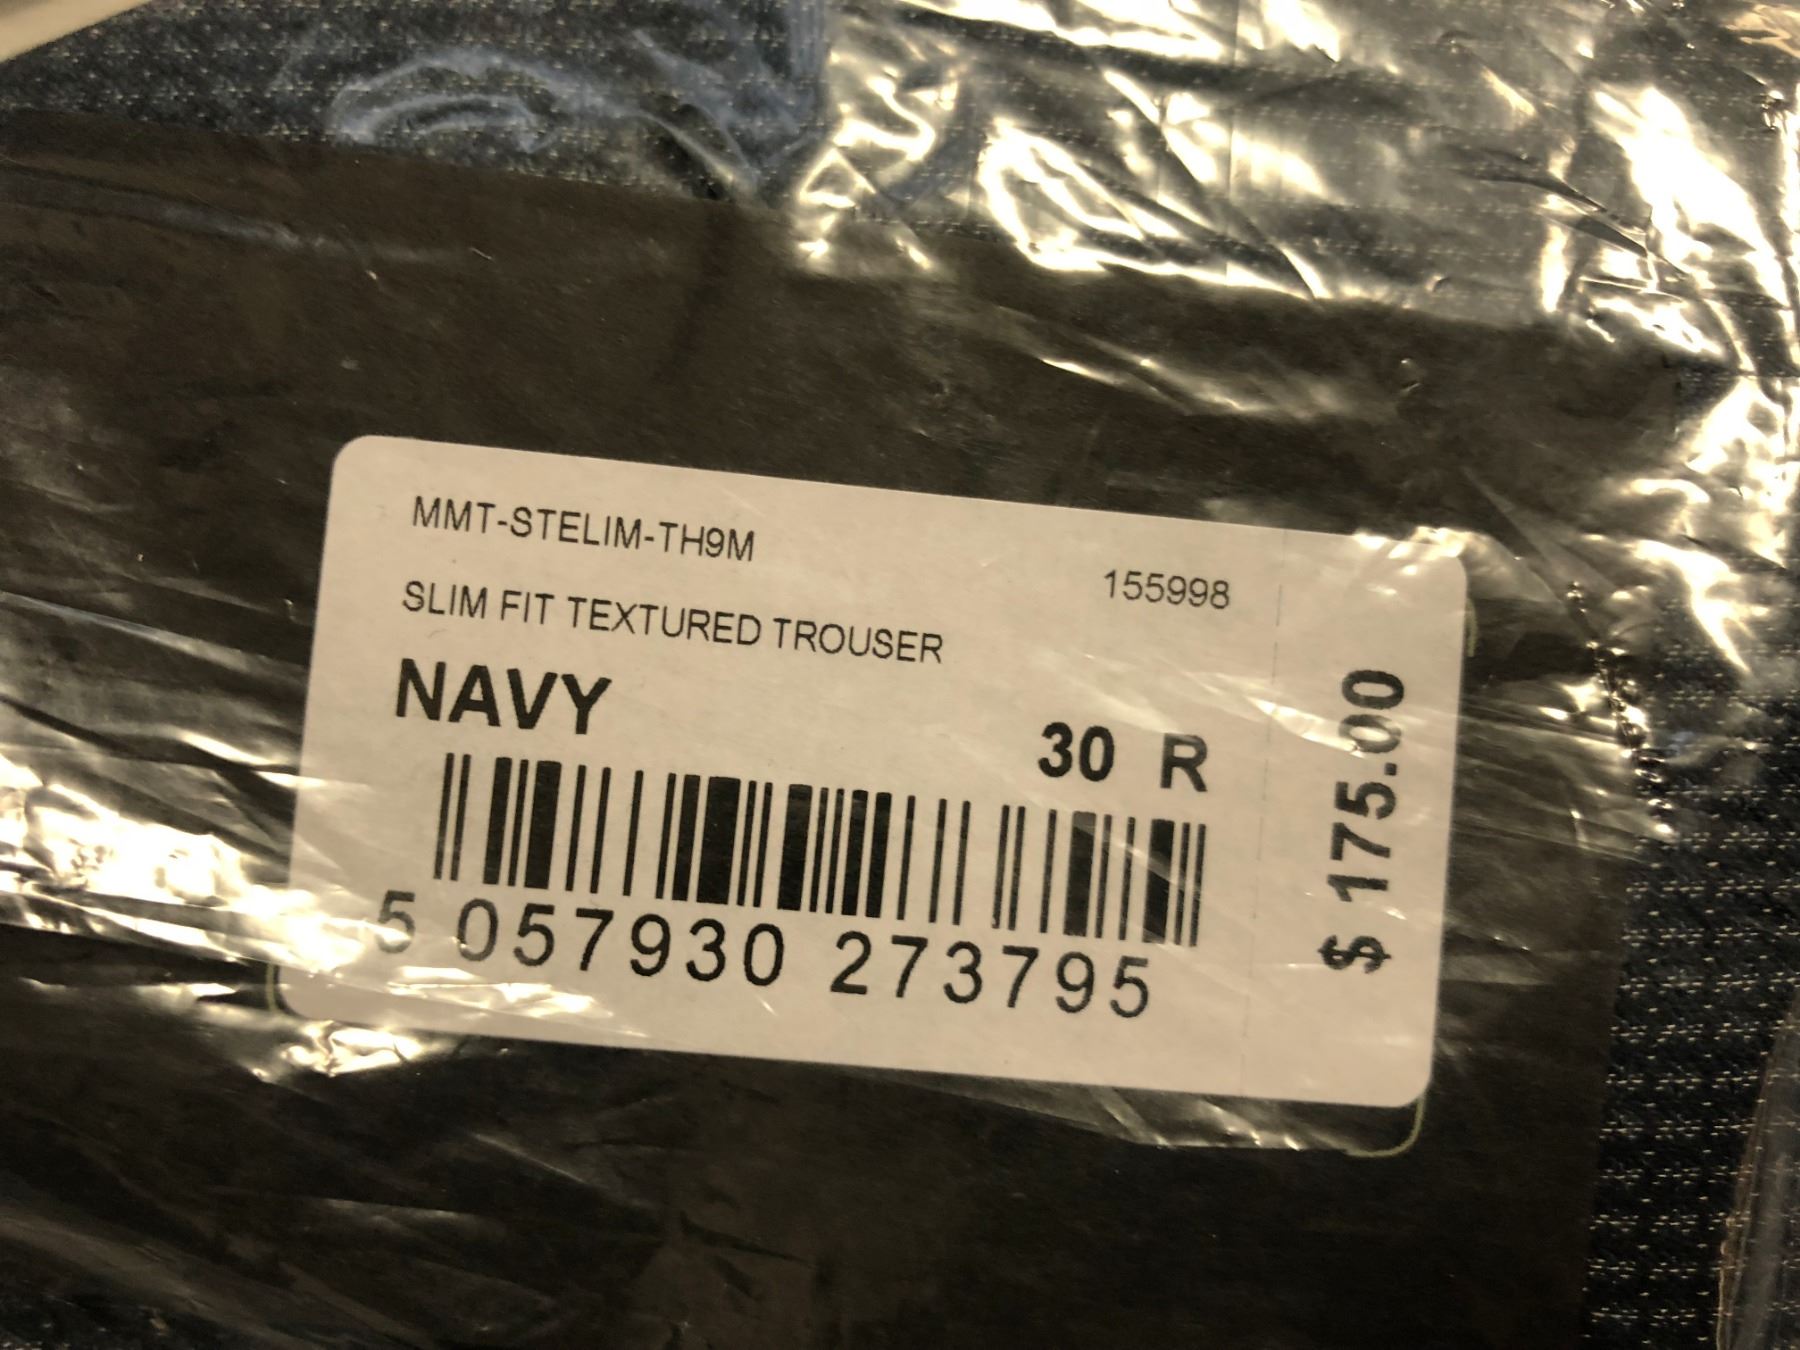 MMT-STELIM-TH9M
155998
SLIM FIT TEXTURED TROUSER
NAVY
30 R
5 057930 273795
$ 175.00